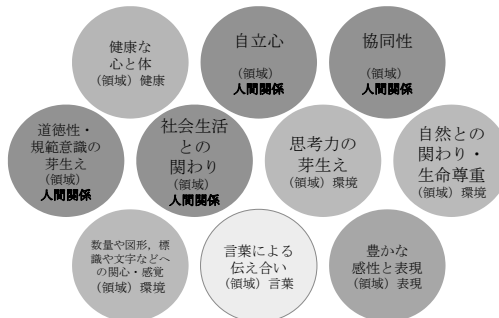 健康な
心と体
(領域) 健康
自立心
(領域)
人間関係
協同性
(領域)
人間関係
道徳性・
規範意識の
芽生え
(領域)
人間関係
社会生活
との
関わり
(領域)
人間関係
思考力の
芽生え
(領域) 環境
自然との
関わり・
生命尊重
(領域) 環境
数量や図形，標
識や文字などへ
の関心・感覚
(領域) 環境
言葉による
伝え合い
(領域) 言葉
豊かな
感性と表現
(領域) 表現